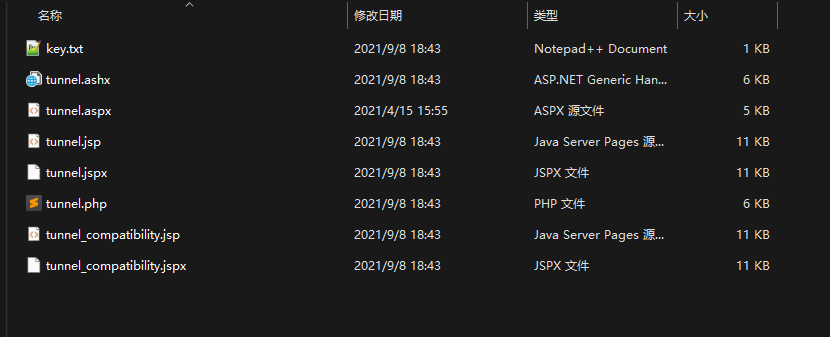 名称 修改日期 类型 大小
key.txt 2021/9/8 18:43 Notepad++ Document 1 KB
tunnel.ashx 2021/9/8 18:43 ASP.NET Generic Han... 6 KB
tunnel.aspx 2021/4/15 15:55 ASPX 源文件 5 KB
tunnel.jsp 2021/9/8 18:43 Java Server Pages 源... 11 KB
tunnel.jspx 2021/9/8 18:43 JSPX 文件 11 KB
tunnel.php 2021/9/8 18:43 PHP 文件 6 KB
tunnel_compatibility.jsp 2021/9/8 18:43 Java Server Pages 源... 11 KB
tunnel_compatibility.jspx 2021/9/8 18:43 JSPX 文件 11 KB